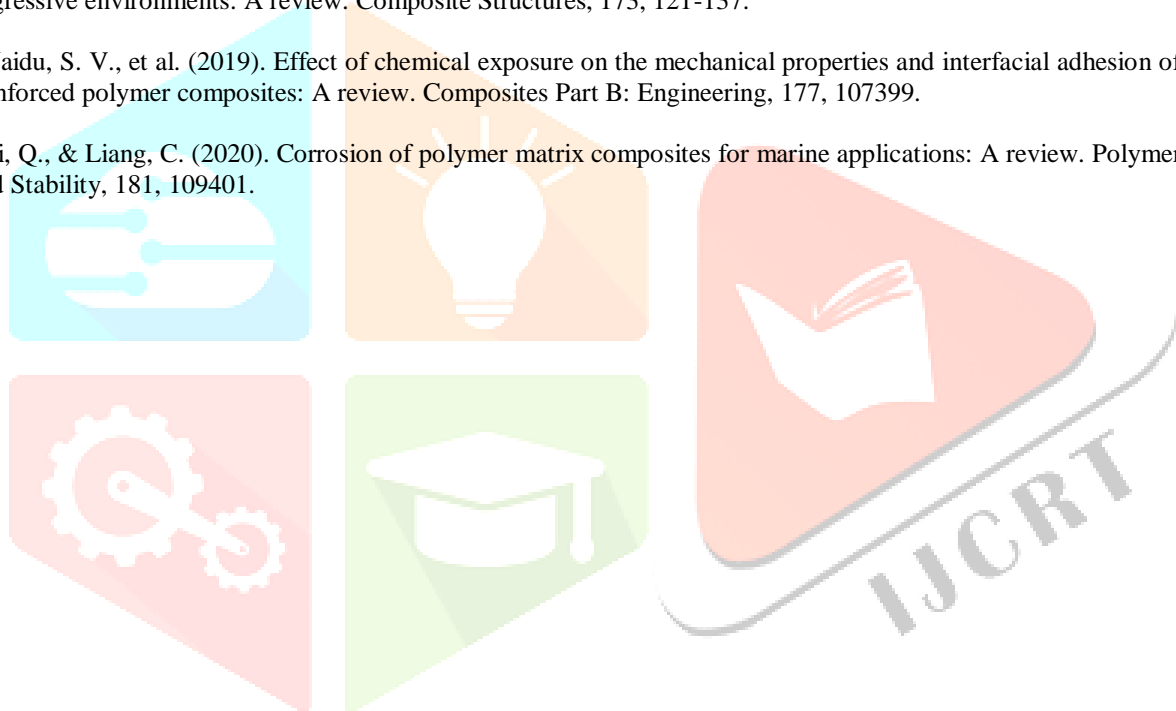 gressive environments: A review. Composite Structures, 173, 121-137.
Naidu, S. V., et al. (2019). Effect of chemical exposure on the mechanical properties and interfacial adhesion of
nforced polymer composites: A review. Composites Part B: Engineering, 177, 107399.
i, Q., & Liang, C. (2020). Corrosion of polymer matrix composites for marine applications: A review. Polymer
d Stability, 181, 109401.
IJCRT